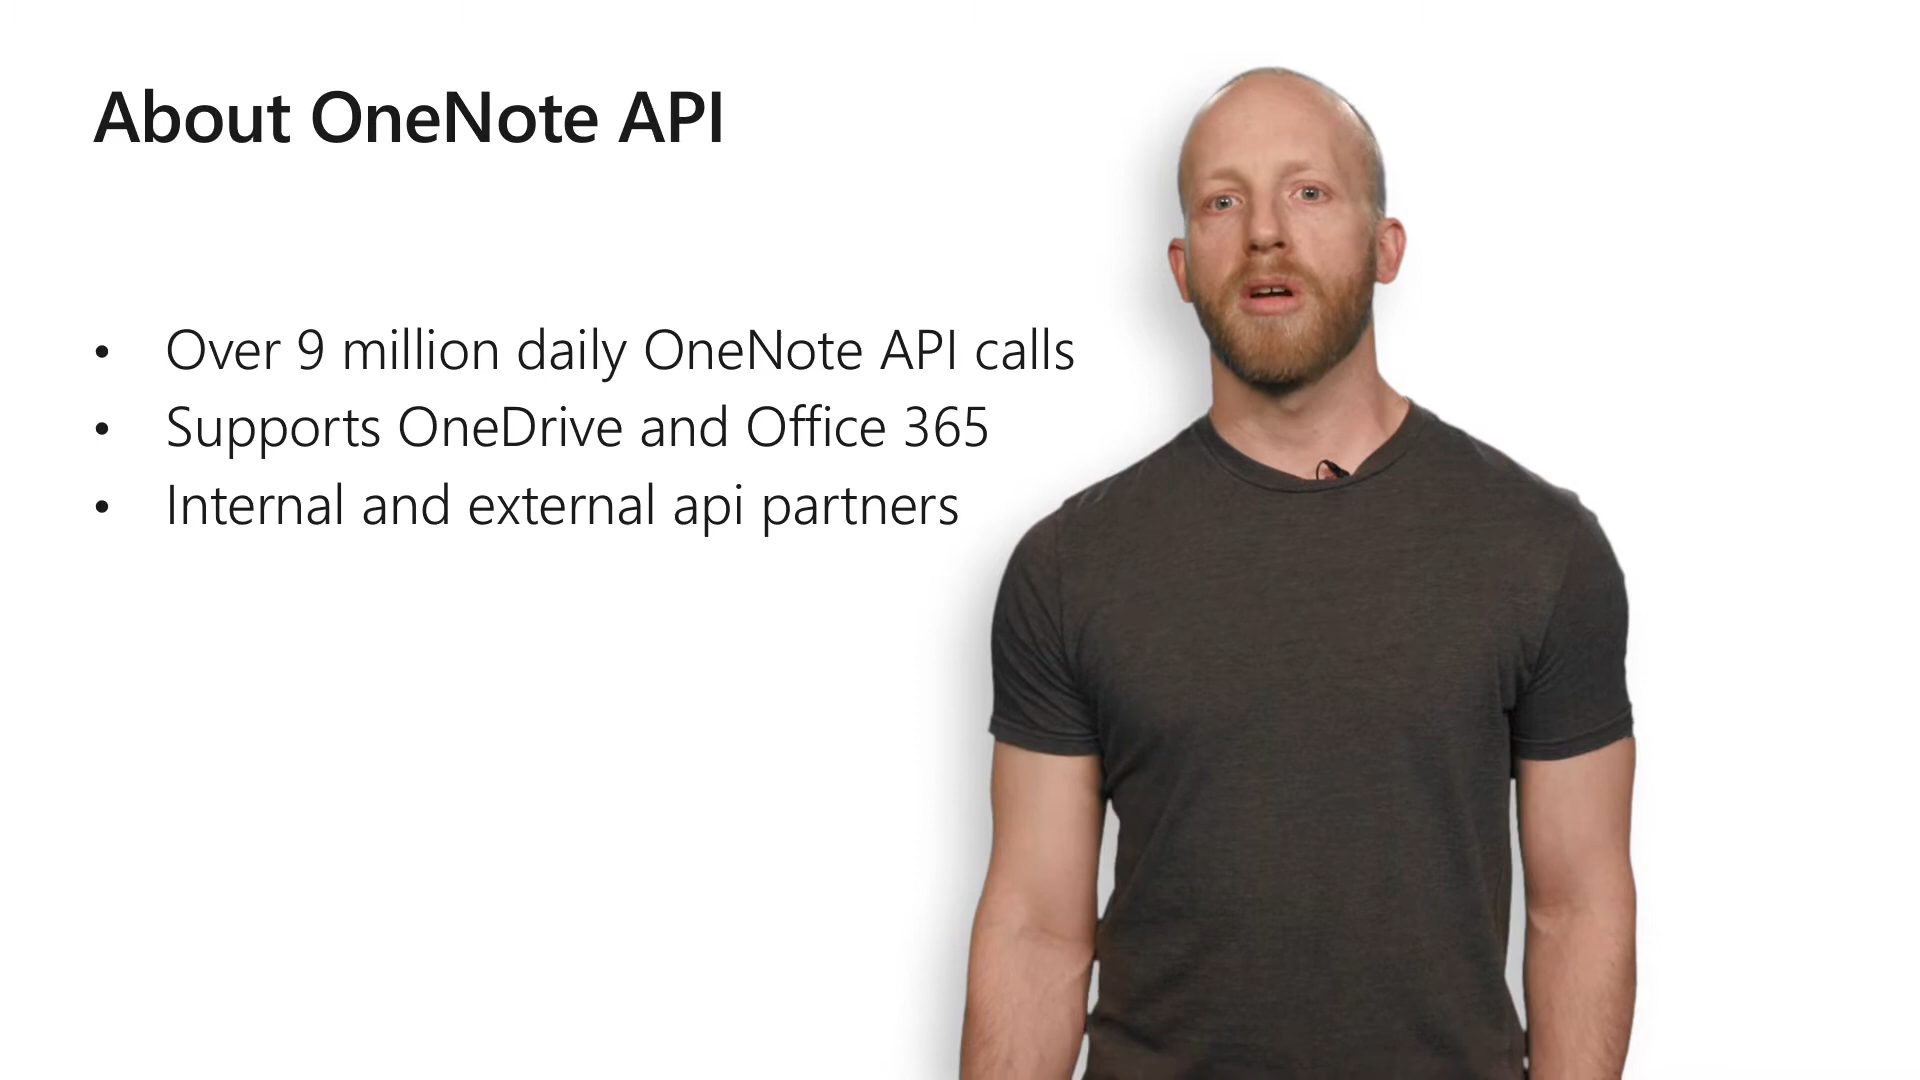 About OneNote API
• Over 9 million daily OneNote API calls
• Supports OneDrive and Office 365
• Internal and external api partners